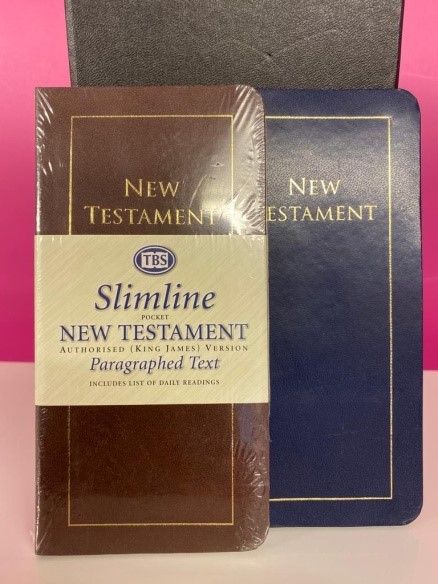 NEW
TESTAMENT
TBS
Slimline
POCKET
NEW TESTAMENT
AUTHORISED (KING JAMES) VERSION
Paragraphed Text
INCLUDES LIST OF DAILY READINGS
NEW
ESTAMENT